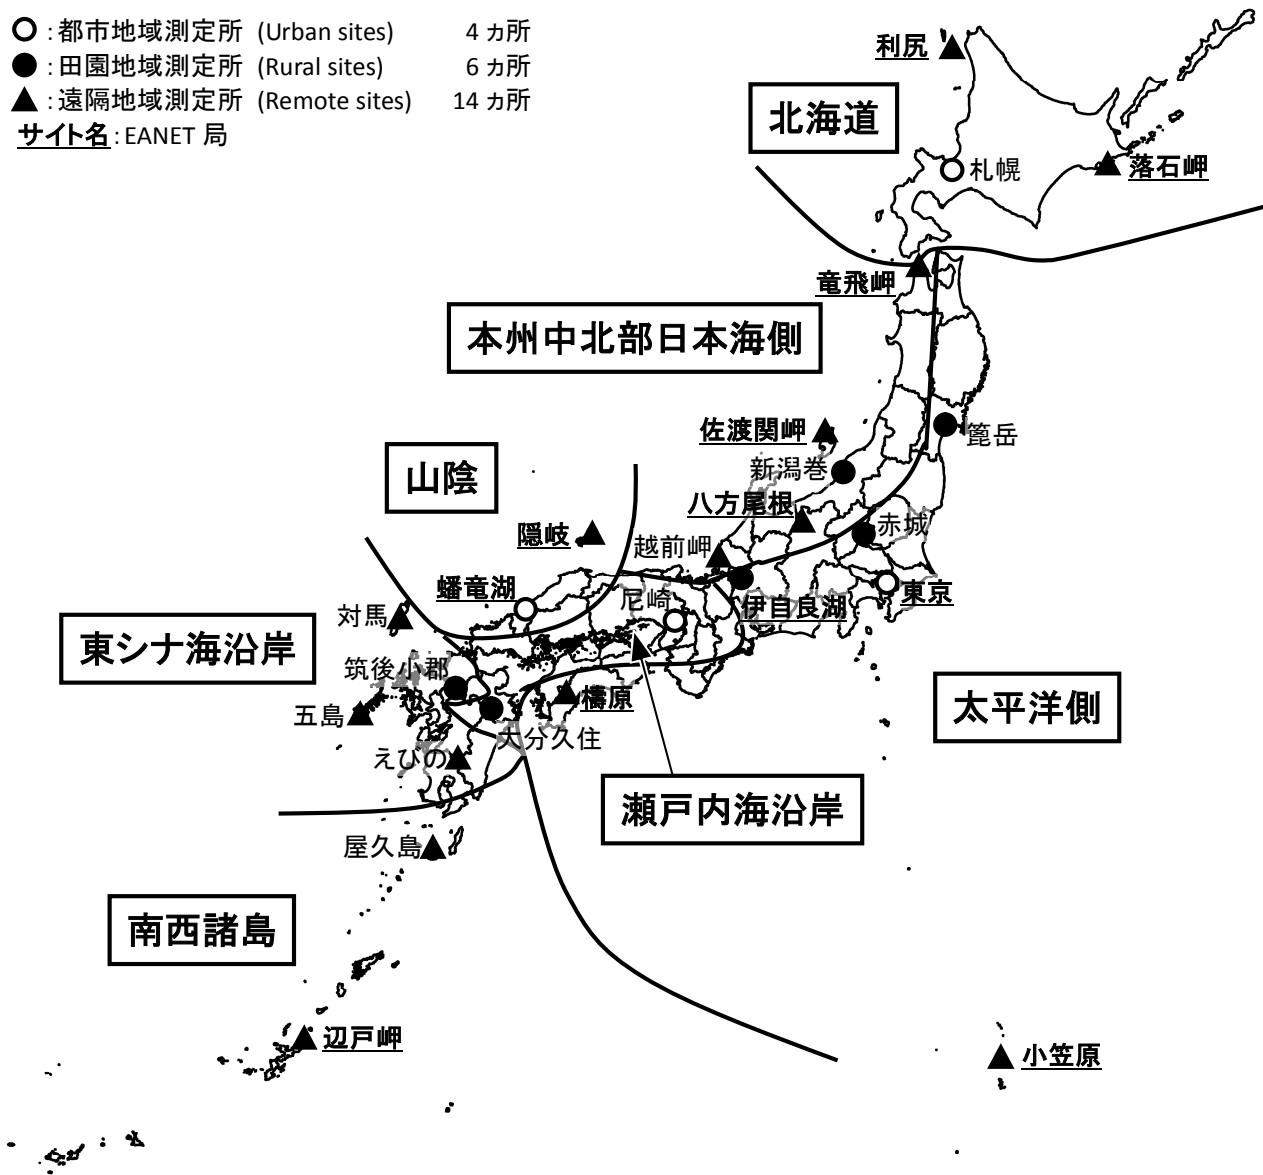 ○ : 都市地域測定所 (Urban sites) 4 ヵ所
● : 田園地域測定所 (Rural sites) 6 ヵ所
▲ : 遠隔地域測定所 (Remote sites) 14 ヵ所
サイト名 : EANET 局
利尻
北海道
札幌
落石岬
竜飛岬
本州中北部日本海側
佐渡関岬
篦岳
新潟巻
山陰
八方尾根
赤城
隠岐
越前岬
蟠竜湖
尼崎
伊自良湖
東京
対馬
東シナ海沿岸
筑後小郡
檮原
太平洋側
五島
大分久住
えびの
瀬戸内海沿岸
屋久島
南西諸島
辺戸岬
小笠原